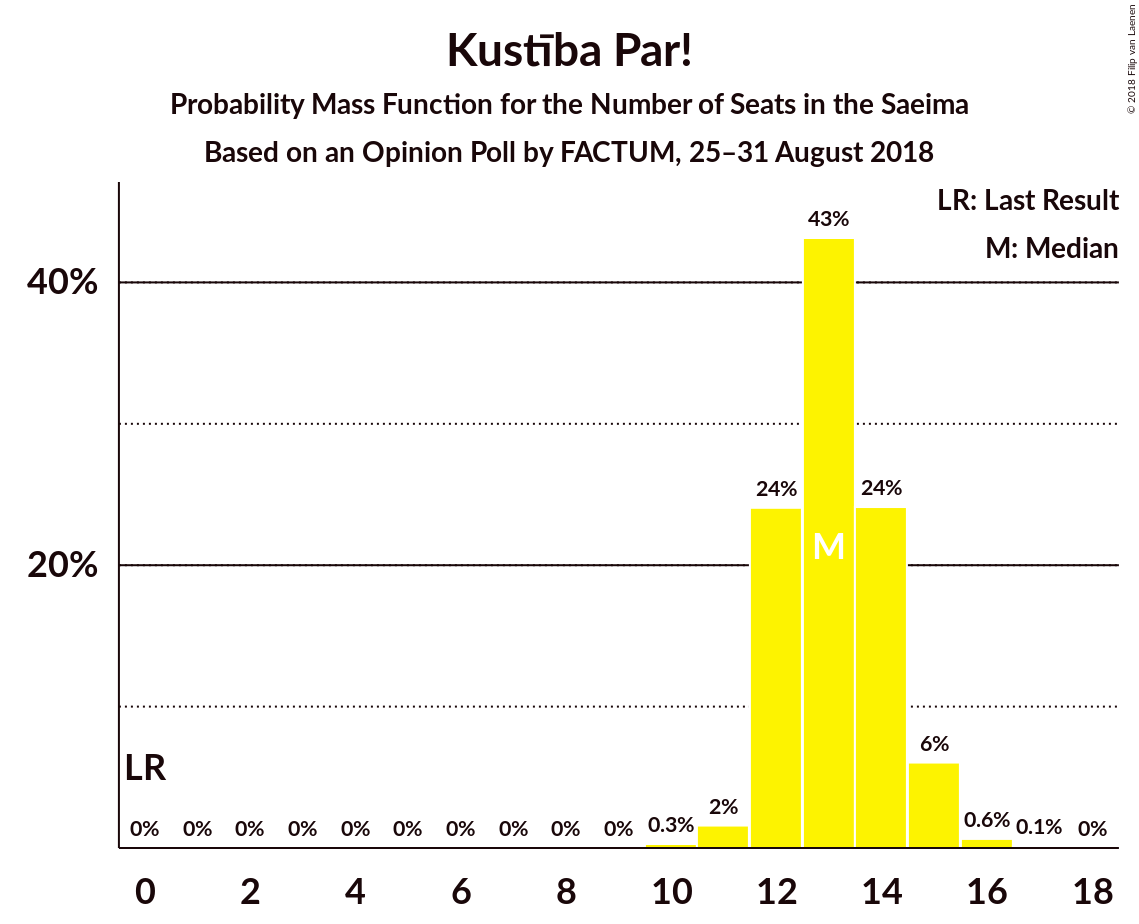 Kustība Par!
Probability Mass Function for the Number of Seats in the Saeima
Based on an Opinion Poll by FACTUM, 25–31 August 2018
© 2018 Filip van Laenen
LR: Last Result
M: Median
43%
40%
24% 24%
M
20%
6%
LR
2%
0% 0% 0% 0% 0% 0% 0% 0% 0% 0% 0.3% 0.6% 0.1% 0%
0 2 4 6 8 10 12 14 16 18